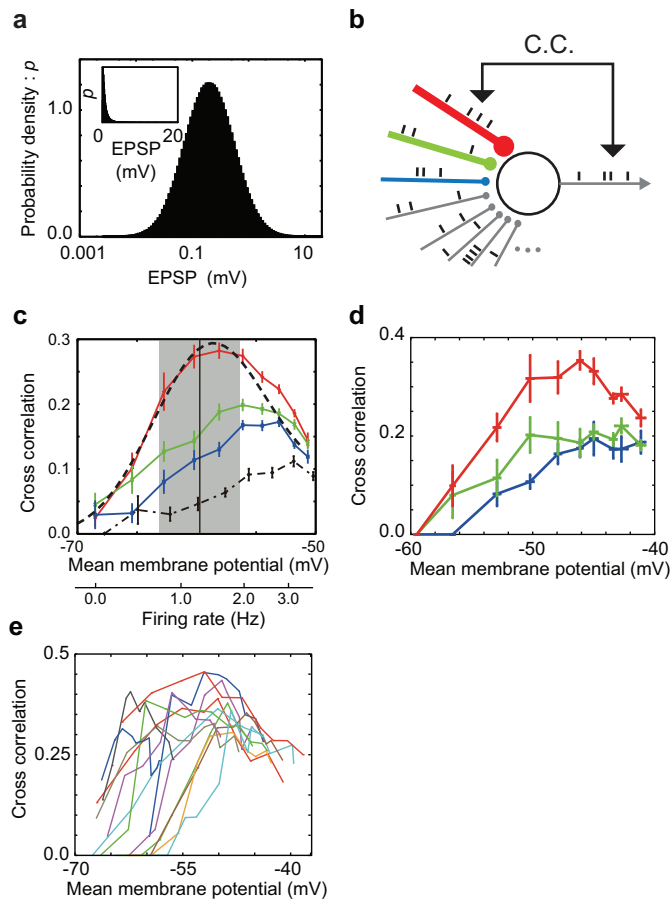 a
Probability density : p
1.0
0.0
p
0
20
EPSP
(mV)
0.001
0.1
10
EPSP (mV)
b
C.C.
c
Cross correlation
0.3
0.2
0.1
0.0
-70
-50
Mean membrane potential (mV)
0.0
1.0
2.0
3.0
Firing rate (Hz)
d
Cross correlation
0.4
0.2
0.0
-60
-50
-40
Mean membrane potential (mV)
e
Cross correlation
0.5
0.25
0.0
-70
-55
-40
Mean membrane potential (mV)